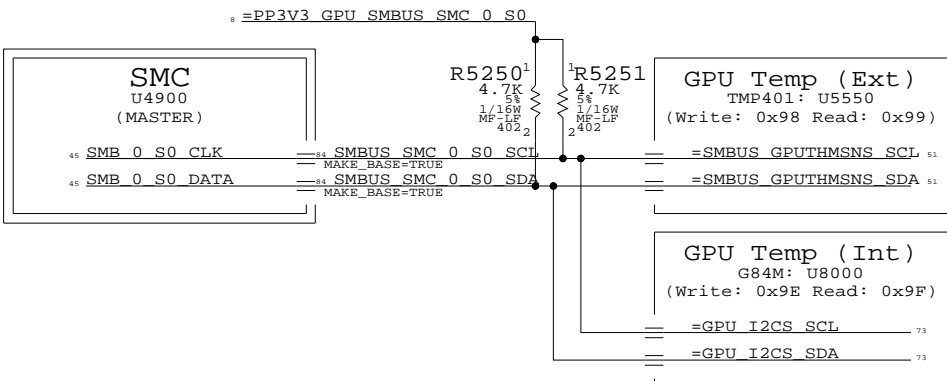 8 =PP3V3_GPU_SMBUS_SMC_0_S0
SMC
U4900
(MASTER)
45 SMB_0_S0_CLK
45 SMB_0_S0_DATA
84 SMBUS_SMC_0_S0_SCL
MAKE_BASE=TRUE
84 SMBUS_SMC_0_S0_SDA
MAKE_BASE=TRUE
R5250 1
4.7K
5%
1/16W
MF-LF
402 2
1 R5251
4.7K
5%
1/16W
MF-LF
2 402
GPU Temp (Ext)
TMP401: U5550
(Write: 0x98 Read: 0x99)
=SMBUS_GPUTHMSNS_SCL 51
=SMBUS_GPUTHMSNS_SDA 51
GPU Temp (Int)
G84M: U8000
(Write: 0x9E Read: 0x9F)
=GPU_I2CS_SCL 73
=GPU_I2CS_SDA 73